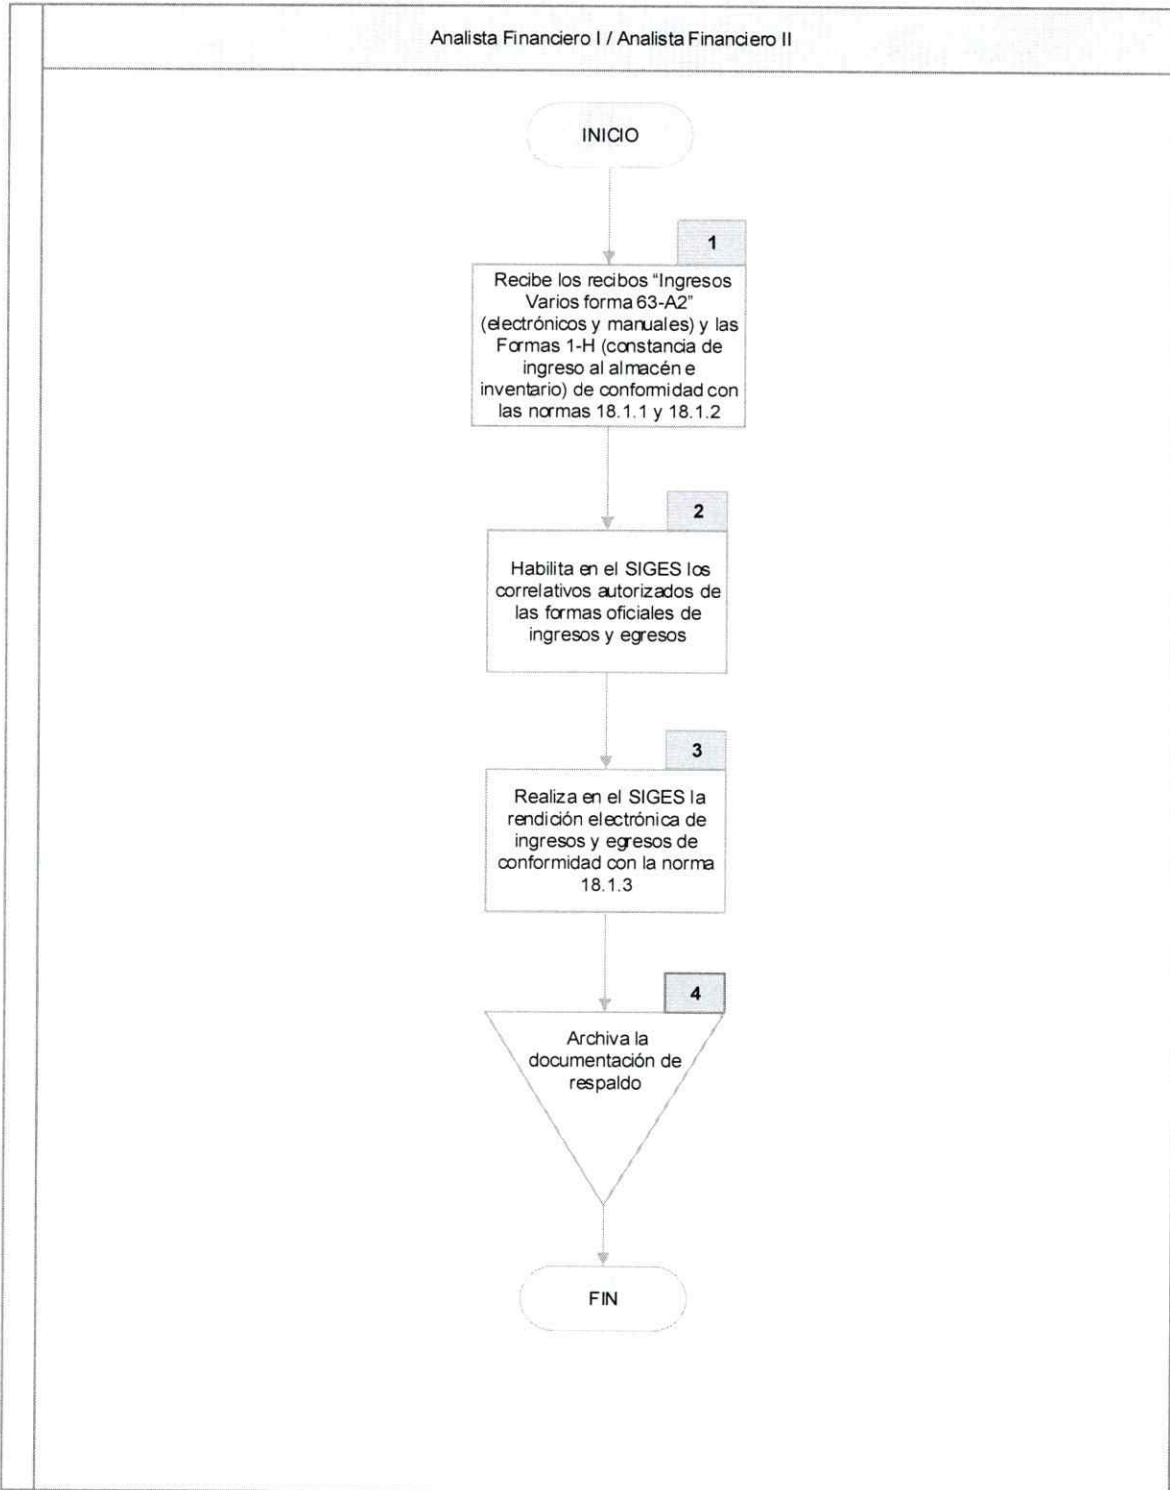 Analista Financiero I / Analista Financiero II
INICIO
1
Recibe los recibos “Ingresos
Varios forma 63-A2”
(electrónicos y manuales) y las
Formas 1-H (constancia de
ingreso al almacén e
inventario) de conformidad con
las normas 18.1.1 y 18.1.2
2
Habilita en el SIGES los
correlativos autorizados de
las formas oficiales de
ingresos y egresos
3
Realiza en el SIGES la
rendición electrónica de
ingresos y egresos de
conformidad con la norma
18.1.3
4
Archiva la
documentación de
respaldo
FIN